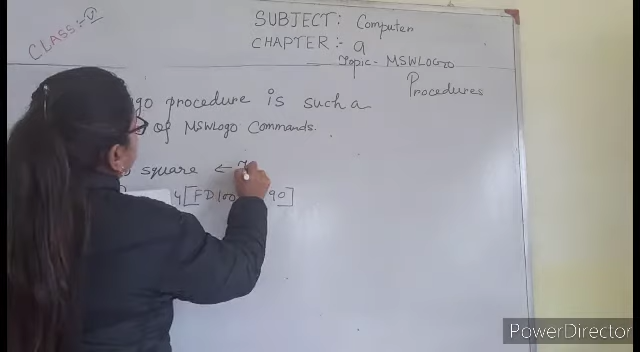 CLASS:- V
SUBJECT: Computer
CHAPTER:- 9
Topic- MSWLOGO
Procedures
go procedure is such a
of MSWLogo Commands.
square ←
4[FD 100 90]
PowerDirector